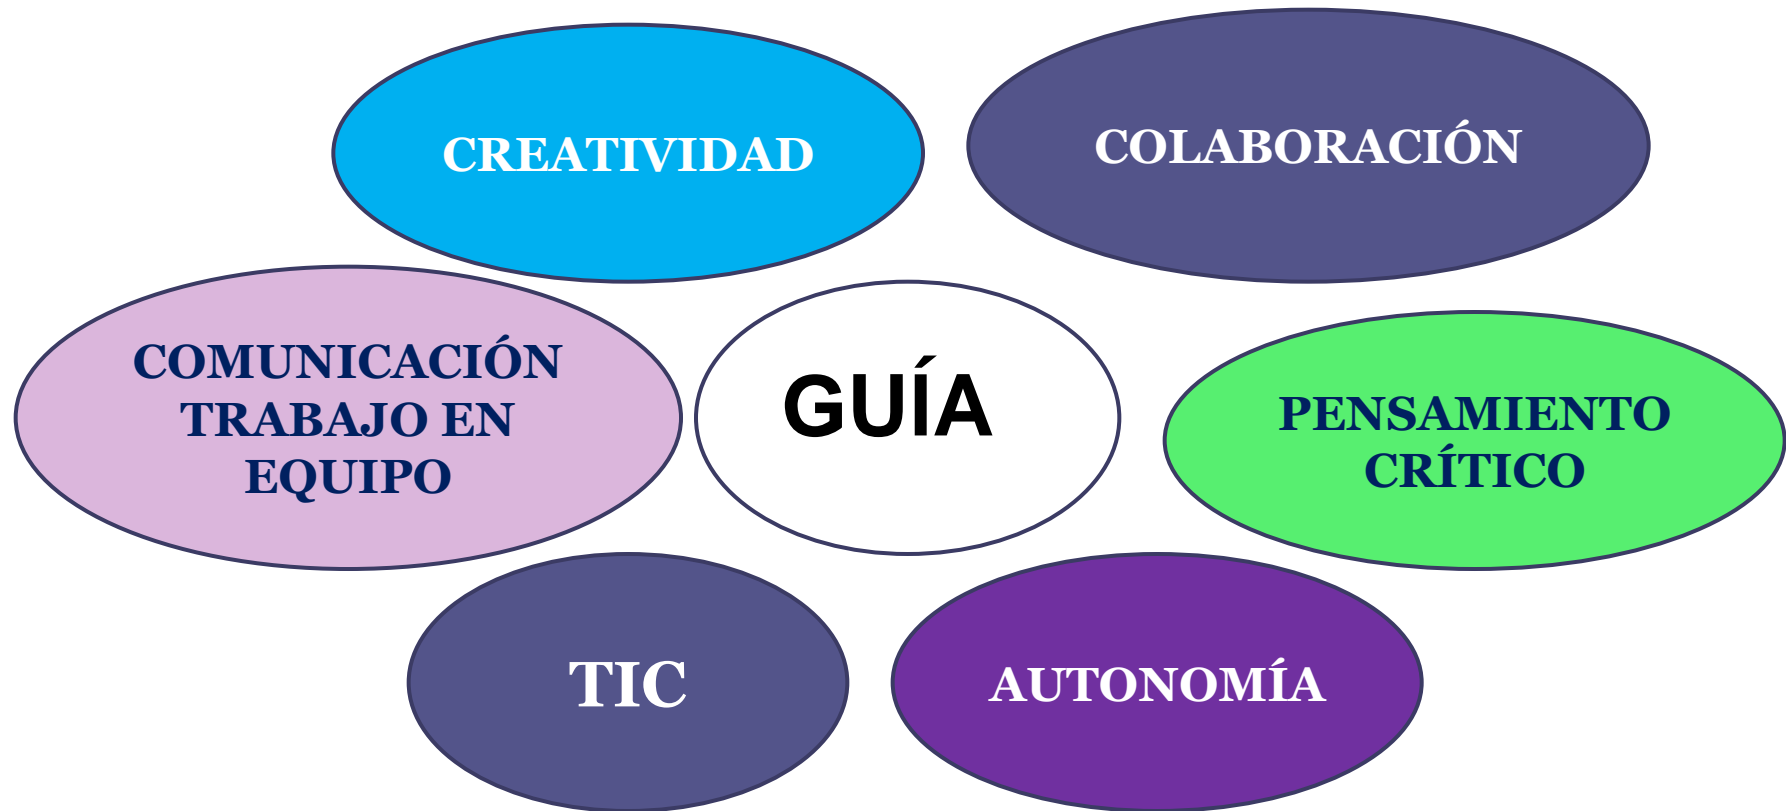 CREATIVIDAD
COLABORACIÓN
COMUNICACIÓN
TRABAJO EN
EQUIPO
GUÍA
PENSAMIENTO
CRÍTICO
TIC
AUTONOMÍA